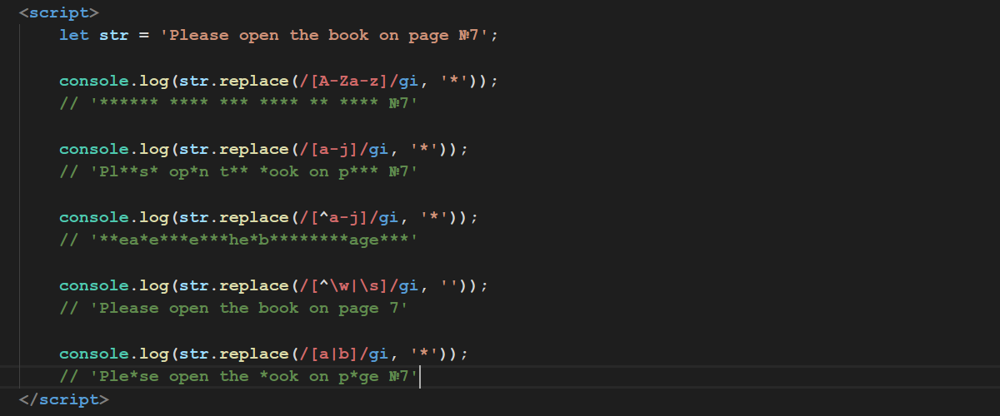 <script>
let str = 'Please open the book on page №7';
console.log(str.replace(/[A-Za-z]/gi, '*'));
// '****** **** *** **** ** **** №7'
console.log(str.replace(/[a-j]/gi, '*'));
// 'Pl**s* op*n t** *ook on p*** №7'
console.log(str.replace(/[^a-j]/gi, '*'));
// '**ea*e***e***he*b********age***'
console.log(str.replace(/[^\w|\s]/gi, ''));
// 'Please open the book on page 7'
console.log(str.replace(/[a|b]/gi, '*'));
// 'Ple*se open the *ook on p*ge №7'
</script>